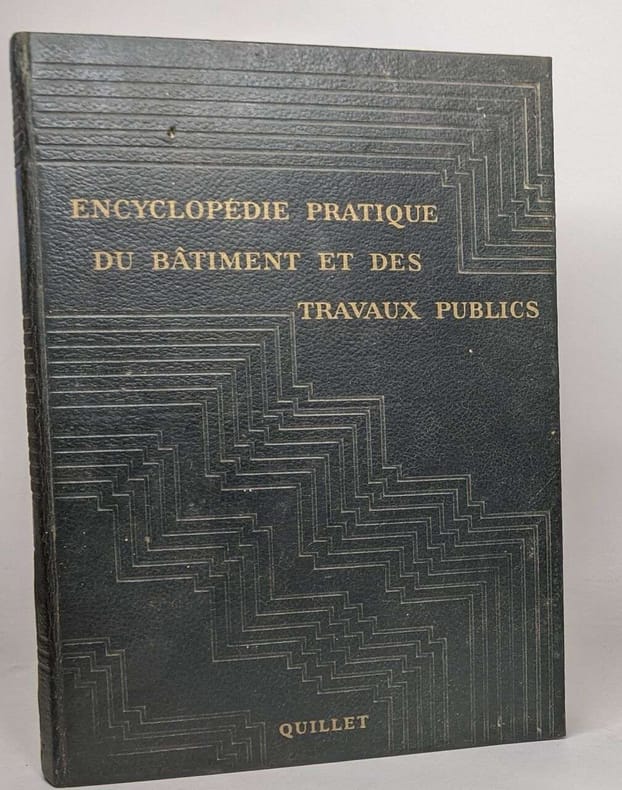 ENCYCLOPÉDIE PRATIQUE
DU BÂTIMENT ET DES
TRAVAUX PUBLICS
QUILLET